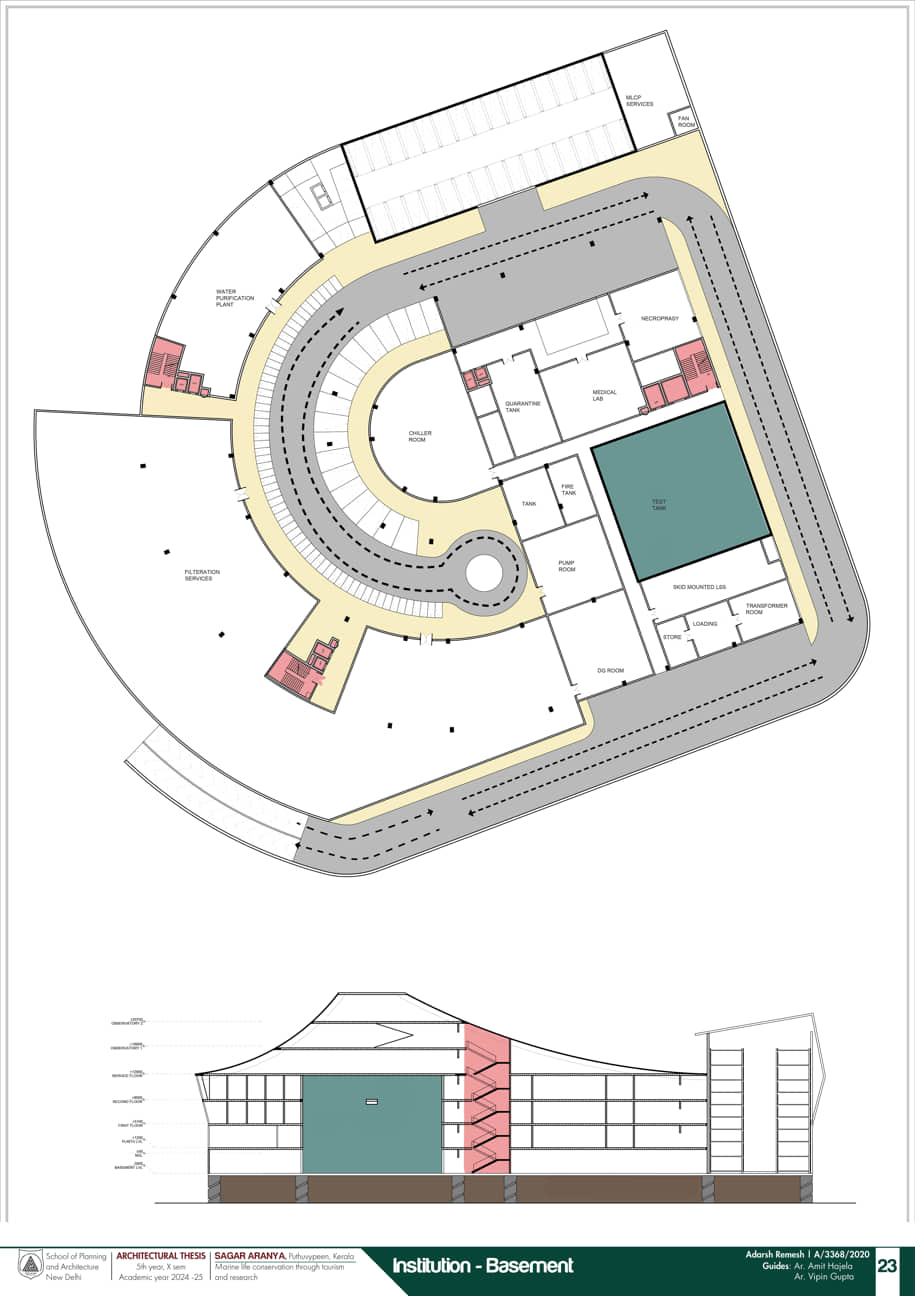 MLCP
SERVICES
FAN
ROOM
WATER
PURIFICATION
PLANT
NECROPRASY
QUARANTINE
TANK
MEDICAL
LAB
CHILLER
ROOM
TANK
FIRE
TANK
TEST
TANK
PUMP
ROOM
FILTERATION
SERVICES
SKID MOUNTED LSS
TRANSFORMER
ROOM
LOADING
STORE
DG ROOM
OBSERVATORY 2
OBSERVATORY 1
SERVICE FLOOR
SECOND FLOOR
FIRST FLOOR
PLINTH LVL
BASEMENT LVL
School of Planning
and Architecture
New Delhi
ARCHITECTURAL THESIS
5th year, X sem
Academic year 2024 -25
SAGAR ARANYA, Puthuvypeen, Kerala
Marine life conservation through tourism
and research
Institution - Basement
Adarsh Remesh | A/3368/2020
Guides: Ar. Amit Hajela
Ar. Vipin Gupta
23